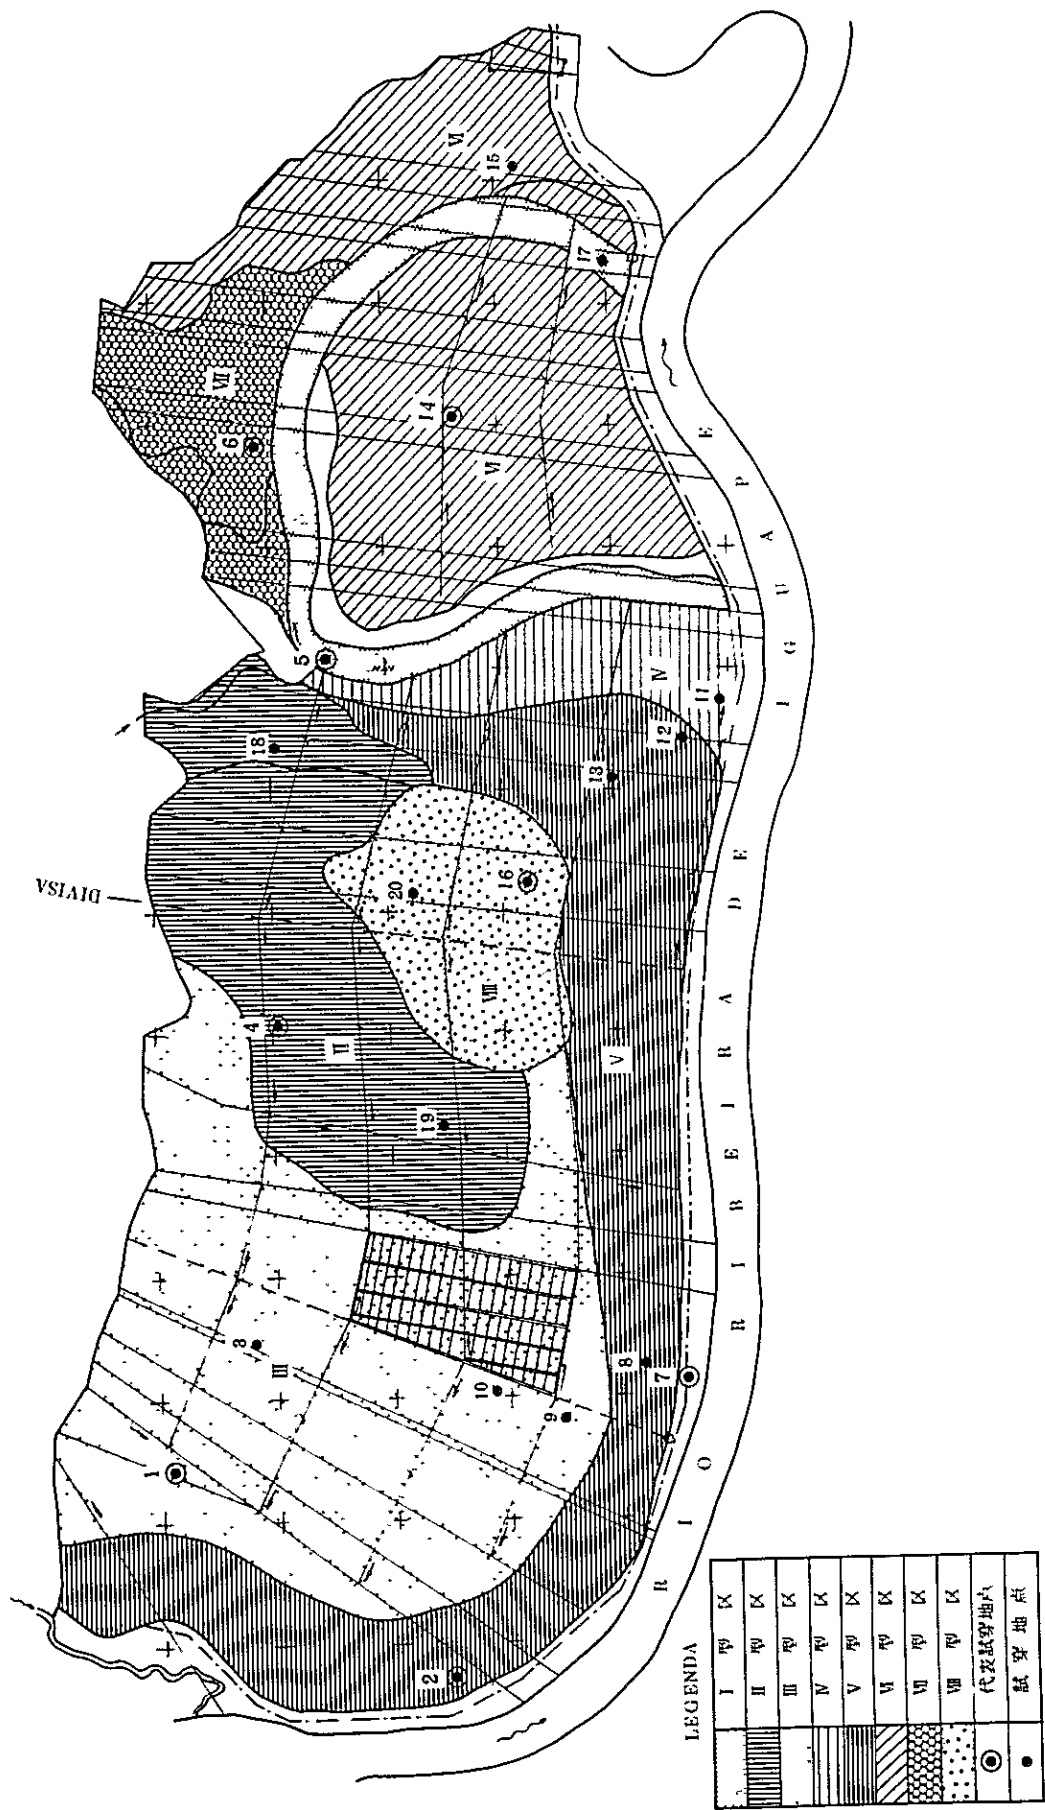 DIVISA
RIO RIBEIRA DE IGUAPE
1
2
3
4
5
6
7
8
9
10
11
12
13
14
15
16
17
18
19
20
II
III
IV
V
VI
VI
VII
VIII
LEGENDA
I 型 区
II 型 区
III 型 区
IV 型 区
V 型 区
VI 型 区
VII 型 区
VIII 型 区
代表試穿地点
試穿地点